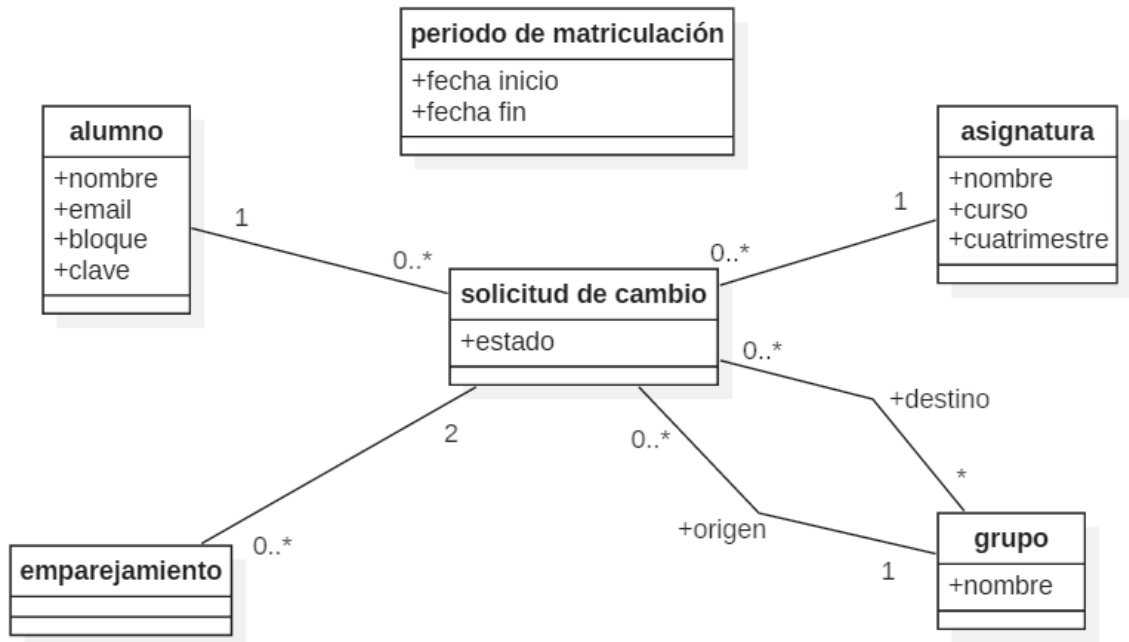 periodo de matriculación
+fecha inicio
+fecha fin
alumno
+nombre
+email
+bloque
+clave
asignatura
+nombre
+curso
+cuatrimestre
1
0..*
1
0..*
solicitud de cambio
+estado
0..*
+destino
*
2
0..*
0..*
+origen
1
emparejamiento
grupo
+nombre